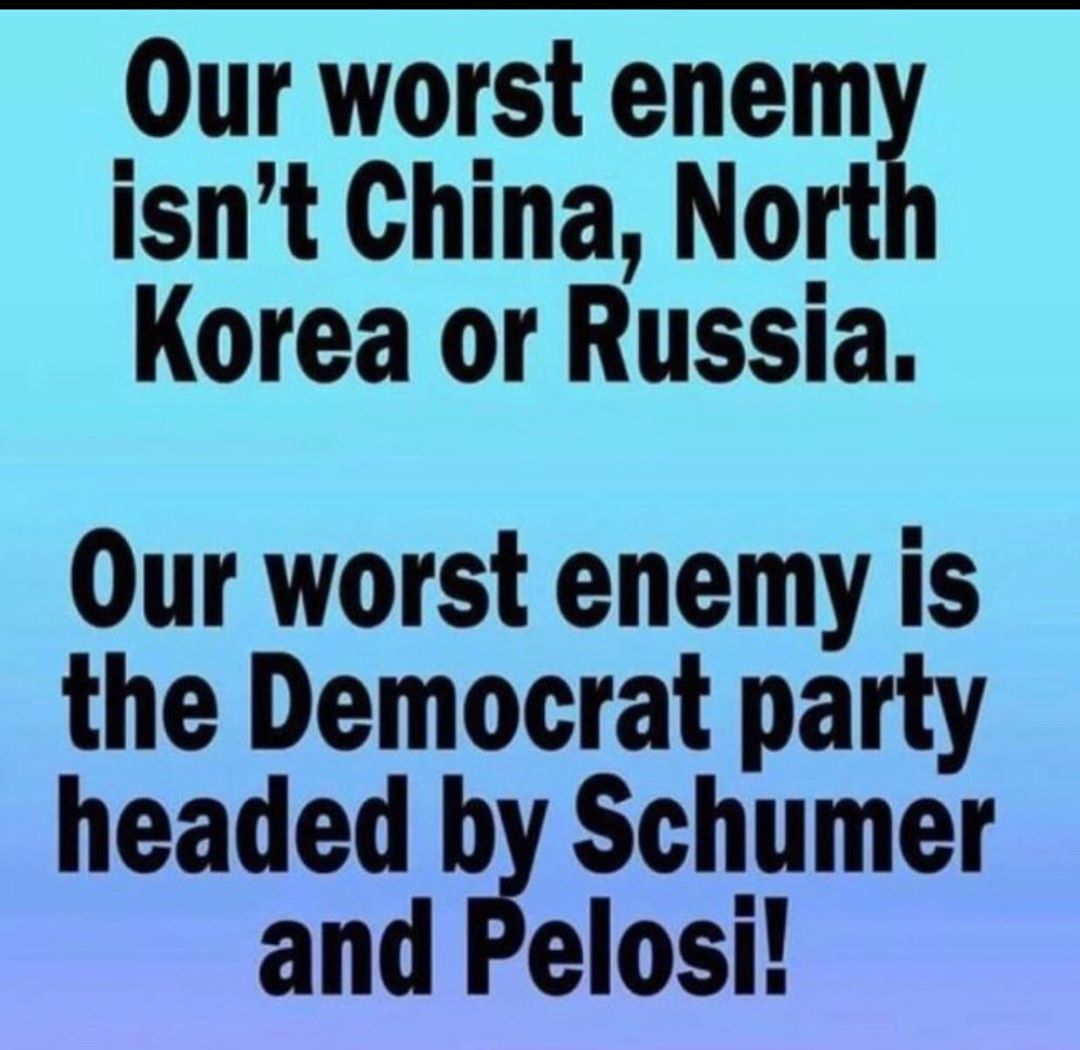 Our worst enemy
isn’t China, North
Korea or Russia.
Our worst enemy is
the Democrat party
headed by Schumer
and Pelosi!